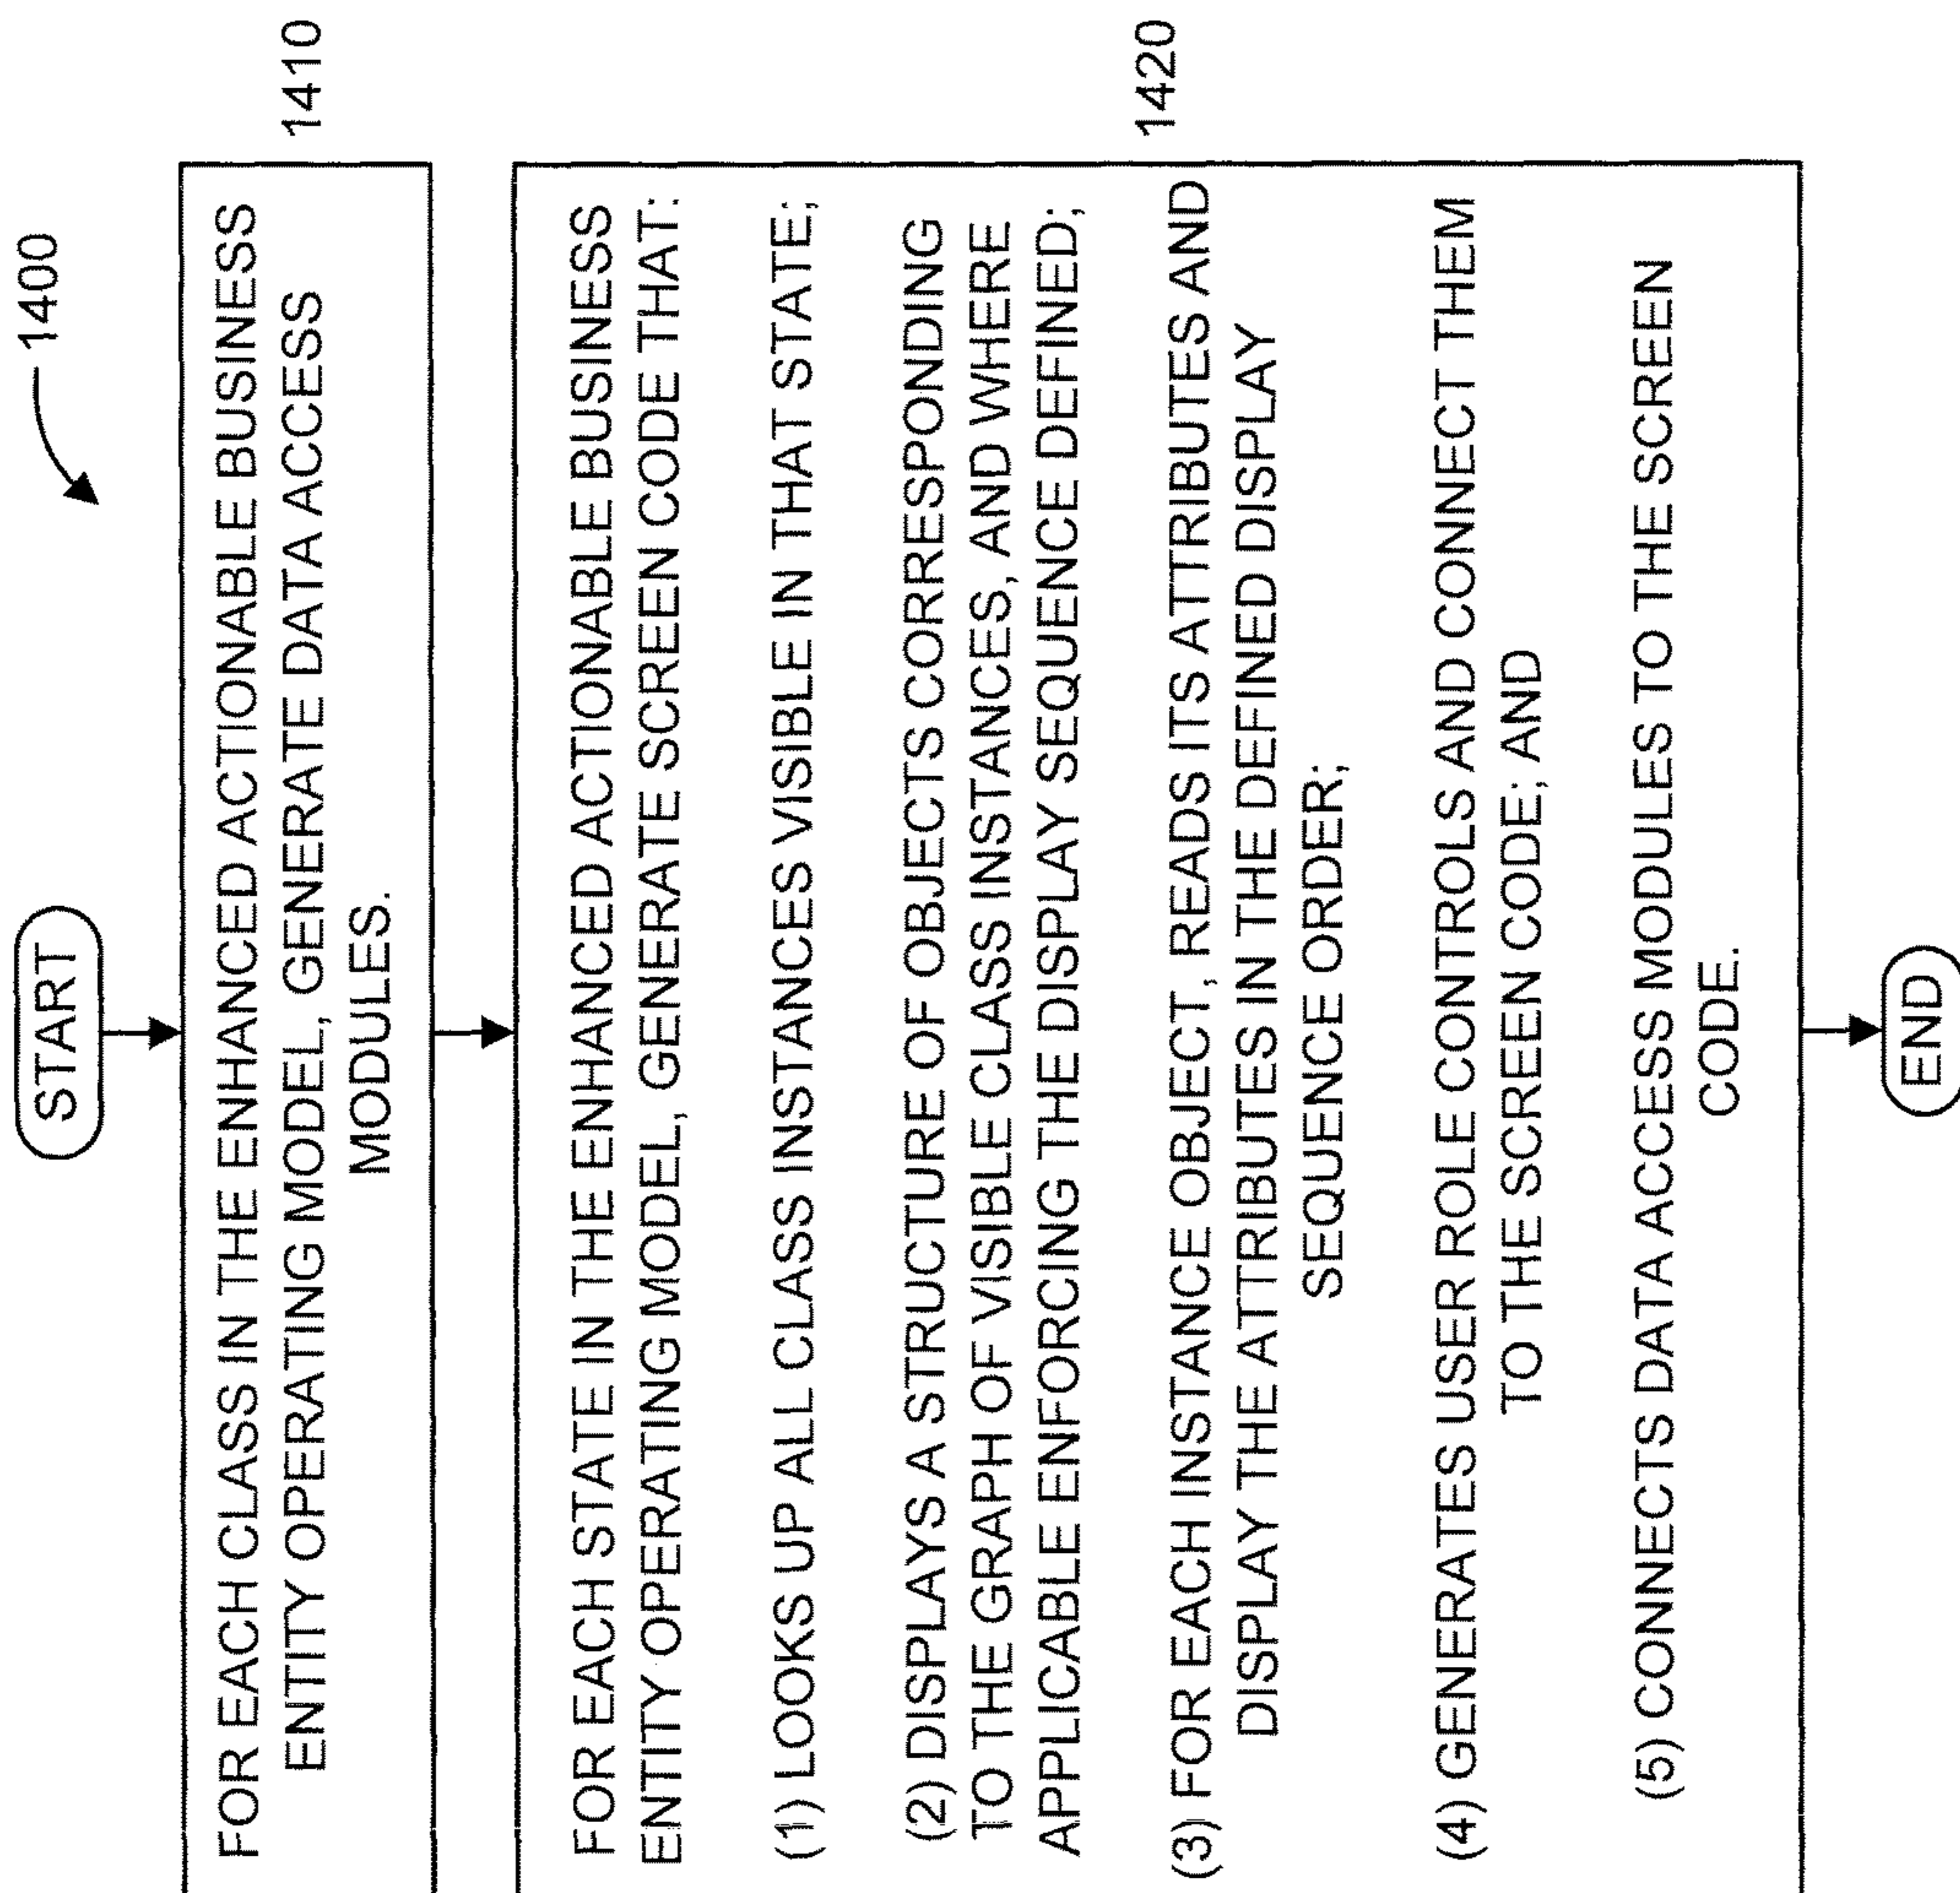 1400
START
FOR EACH CLASS IN THE ENHANCED ACTIONABLE BUSINESS
ENTITY OPERATING MODEL, GENERATE DATA ACCESS
MODULES.
1410
FOR EACH STATE IN THE ENHANCED ACTIONABLE BUSINESS
ENTITY OPERATING MODEL, GENERATE SCREEN CODE THAT:
(1) LOOKS UP ALL CLASS INSTANCES VISIBLE IN THAT STATE;
(2) DISPLAYS A STRUCTURE OF OBJECTS CORRESPONDING
TO THE GRAPH OF VISIBLE CLASS INSTANCES, AND WHERE
APPLICABLE ENFORCING THE DISPLAY SEQUENCE DEFINED;
(3) FOR EACH INSTANCE OBJECT, READS ITS ATTRIBUTES AND
DISPLAY THE ATTRIBUTES IN THE DEFINED DISPLAY
SEQUENCE ORDER;
(4) GENERATES USER ROLE CONTROLS AND CONNECT THEM
TO THE SCREEN CODE; AND
(5) CONNECTS DATA ACCESS MODULES TO THE SCREEN
CODE.
1420
END